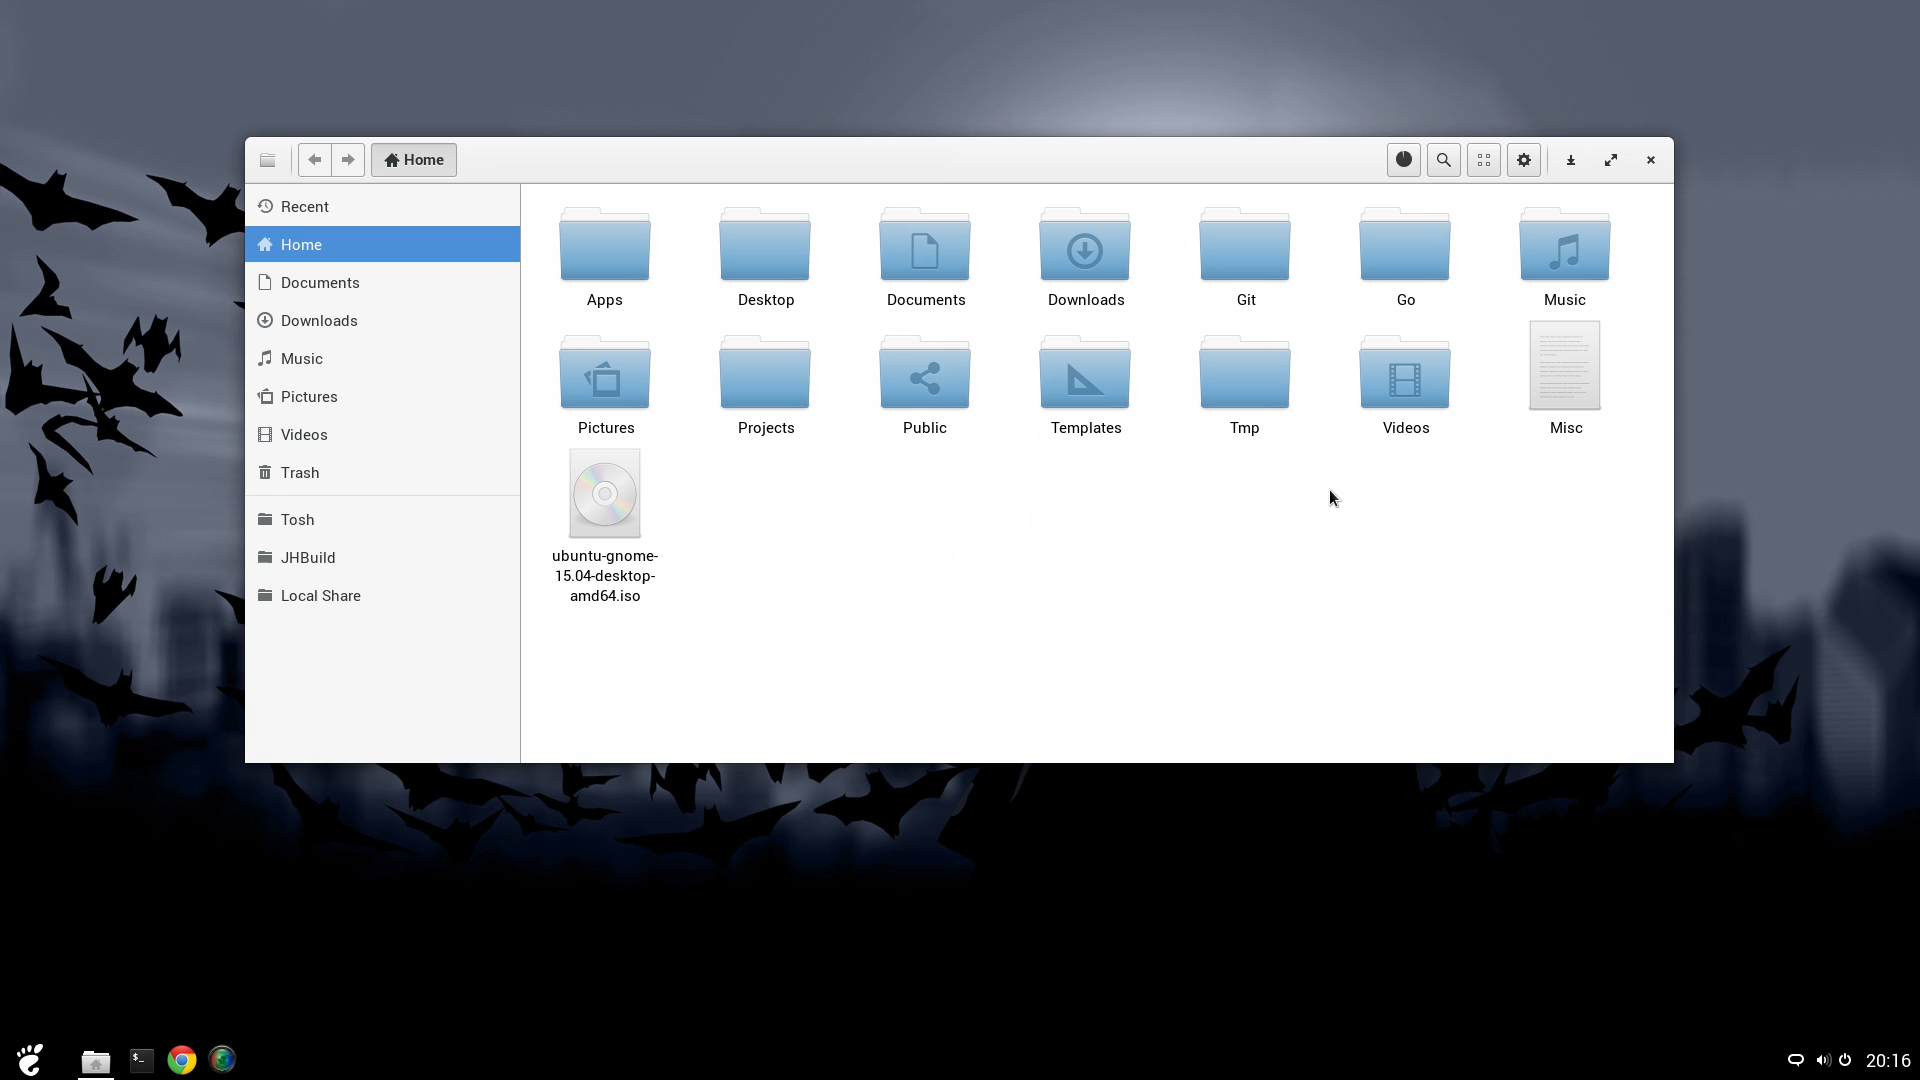 Home
Recent
Home
Documents
Downloads
Music
Pictures
Videos
Trash
Tosh
JHBuild
Local Share
Apps
Desktop
Documents
Downloads
Git
Go
Music
Pictures
Projects
Public
Templates
Tmp
Videos
Misc
ubuntu-gnome-
15.04-desktop-
amd64.iso
$_
20:16